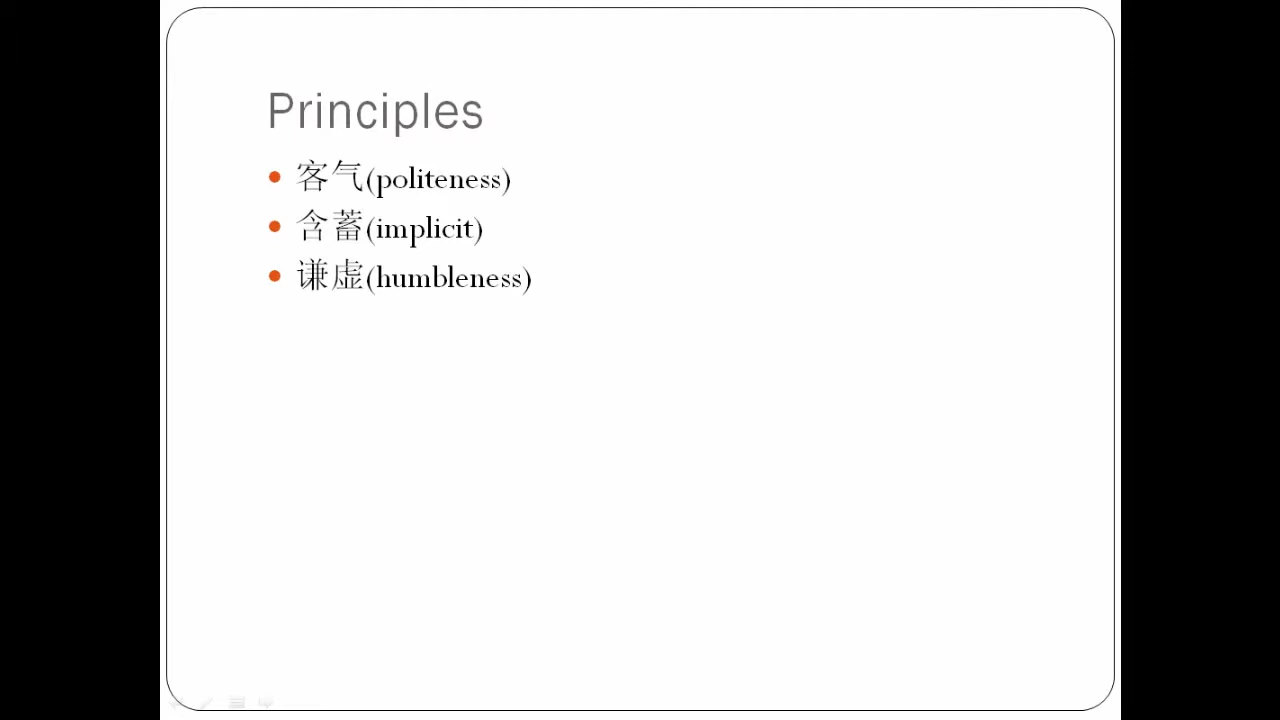 Principles
客气(politeness)
含蓄(implicit)
谦虚(humbleness)